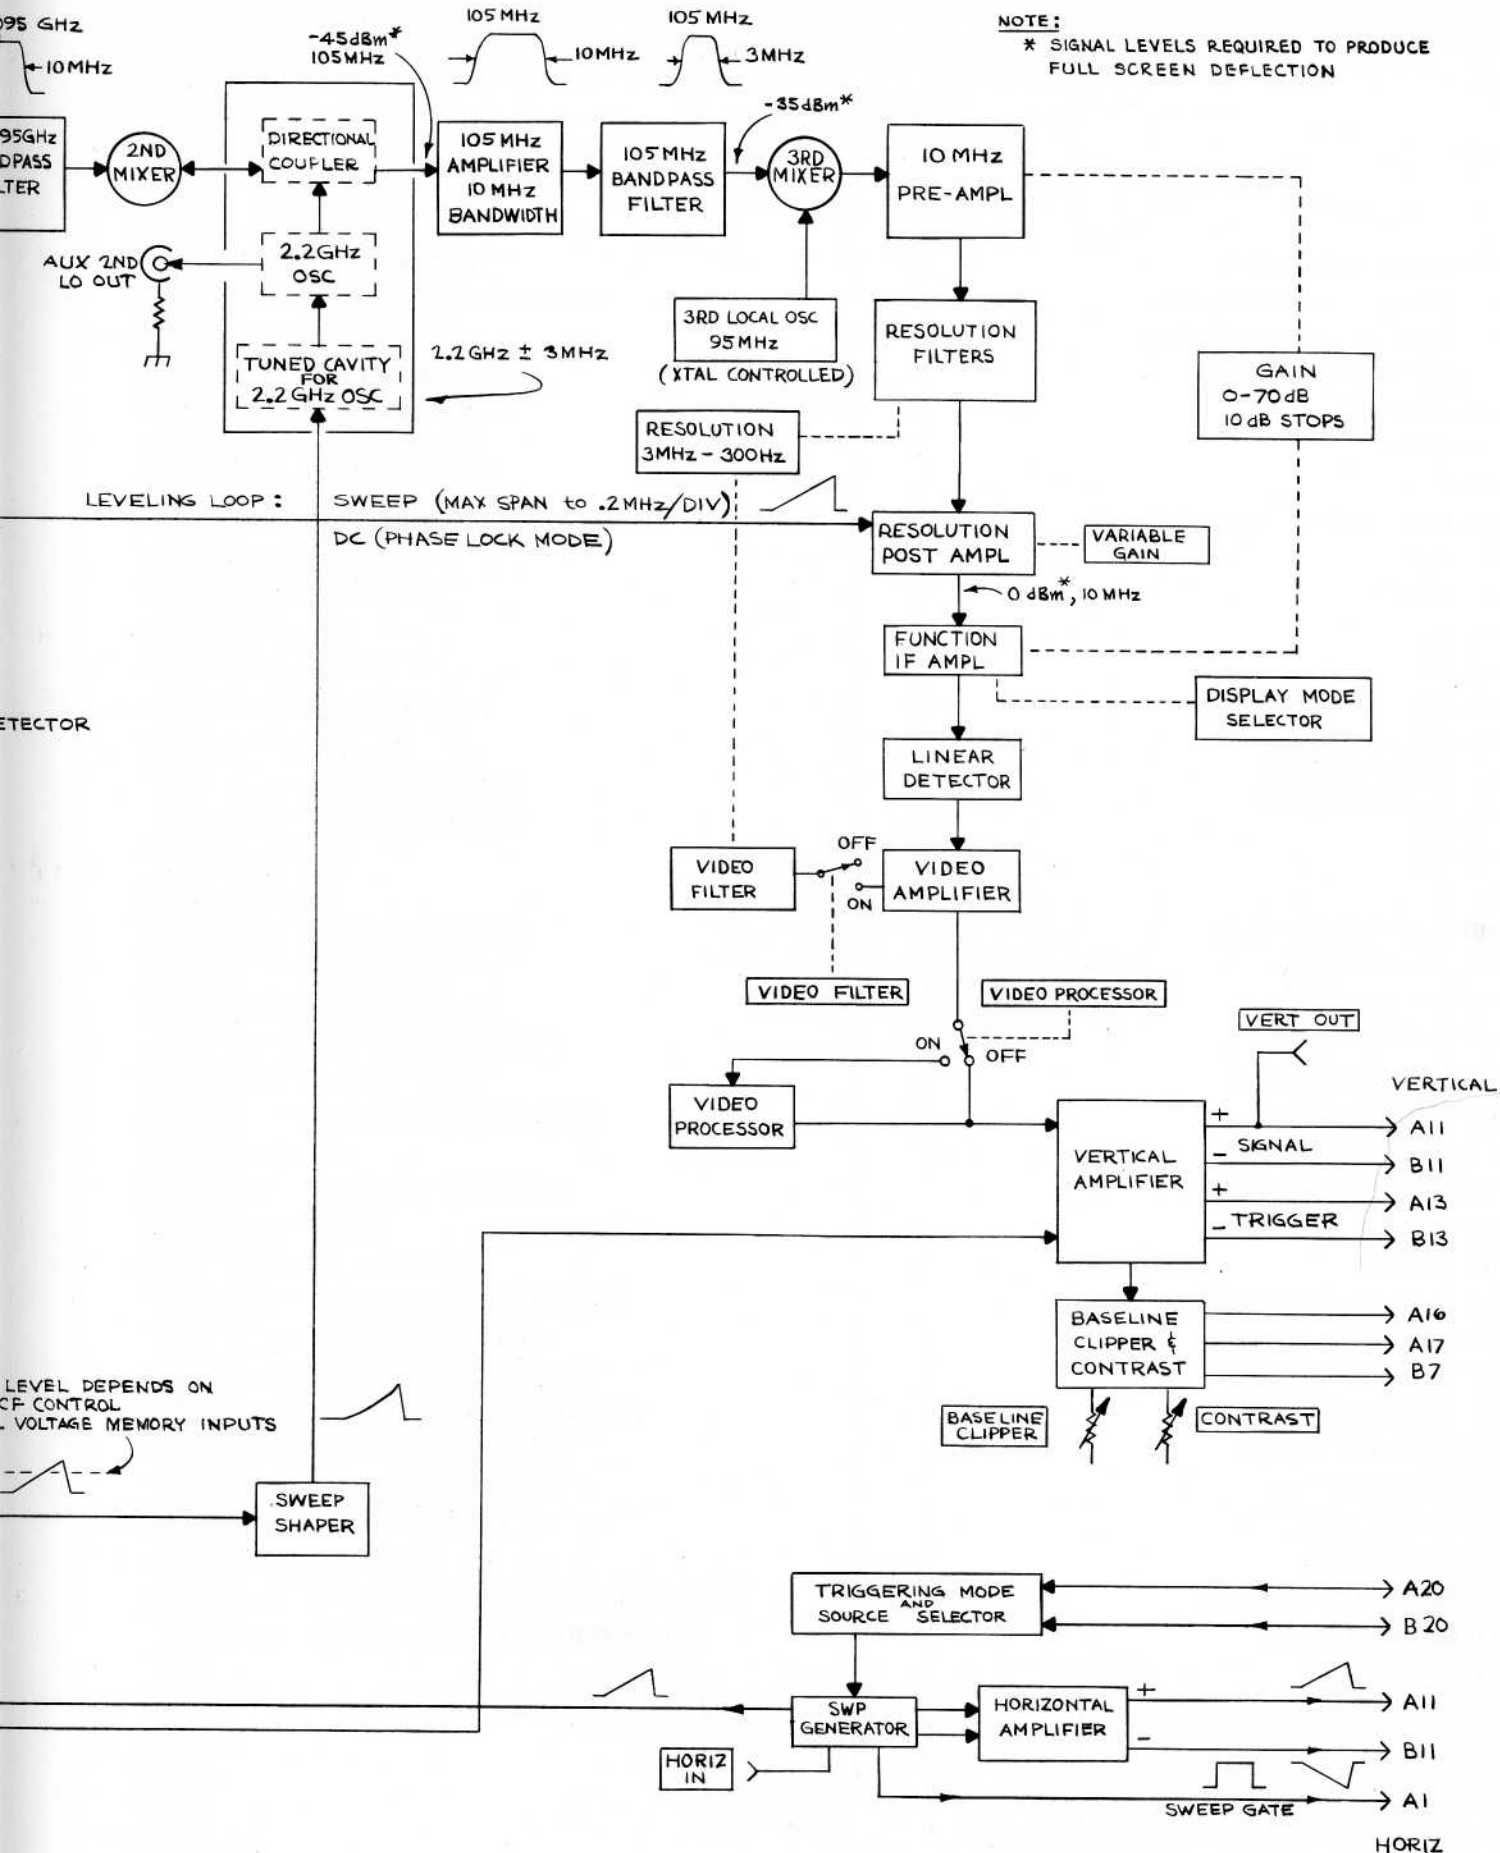 095 GHz
10MHz
-45dBm*
105MHz
105 MHz
10MHz
105 MHz
3MHz
NOTE:
* SIGNAL LEVELS REQUIRED TO PRODUCE
FULL SCREEN DEFLECTION
95GHz
DPASS
LTER
2ND
MIXER
DIRECTIONAL
COUPLER
105 MHz
AMPLIFIER
10 MHz
BANDWIDTH
105 MHz
BANDPASS
FILTER
-35dBm*
3RD
MIXER
10 MHz
PRE-AMPL
AUX 2ND
LO OUT
2.2GHz
OSC
TUNED CAVITY
FOR
2.2 GHz OSC
2.2GHz ± 3MHz
3RD LOCAL OSC
95MHz
(XTAL CONTROLLED)
RESOLUTION
FILTERS
GAIN
0-70dB
10 dB STOPS
RESOLUTION
3MHz - 300Hz
LEVELING LOOP:
SWEEP (MAX SPAN to .2MHz/DIV)
DC (PHASE LOCK MODE)
RESOLUTION
POST AMPL
VARIABLE
GAIN
0 dBm*, 10 MHz
FUNCTION
IF AMPL
DISPLAY MODE
SELECTOR
ETECTOR
LINEAR
DETECTOR
VIDEO
FILTER
OFF
ON
VIDEO
AMPLIFIER
VIDEO FILTER
VIDEO PROCESSOR
ON
OFF
VERT OUT
VIDEO
PROCESSOR
VERTICAL
VERTICAL
AMPLIFIER
+
SIGNAL
-
+
- TRIGGER
A11
B11
A13
B13
BASELINE
CLIPPER &
CONTRAST
A16
A17
B7
BASELINE
CLIPPER
CONTRAST
LEVEL DEPENDS ON
CF CONTROL
VOLTAGE MEMORY INPUTS
SWEEP
SHAPER
TRIGGERING MODE
AND
SOURCE SELECTOR
A20
B20
SWP
GENERATOR
HORIZONTAL
AMPLIFIER
+
-
A11
B11
HORIZ
IN
SWEEP GATE
A1
HORIZ